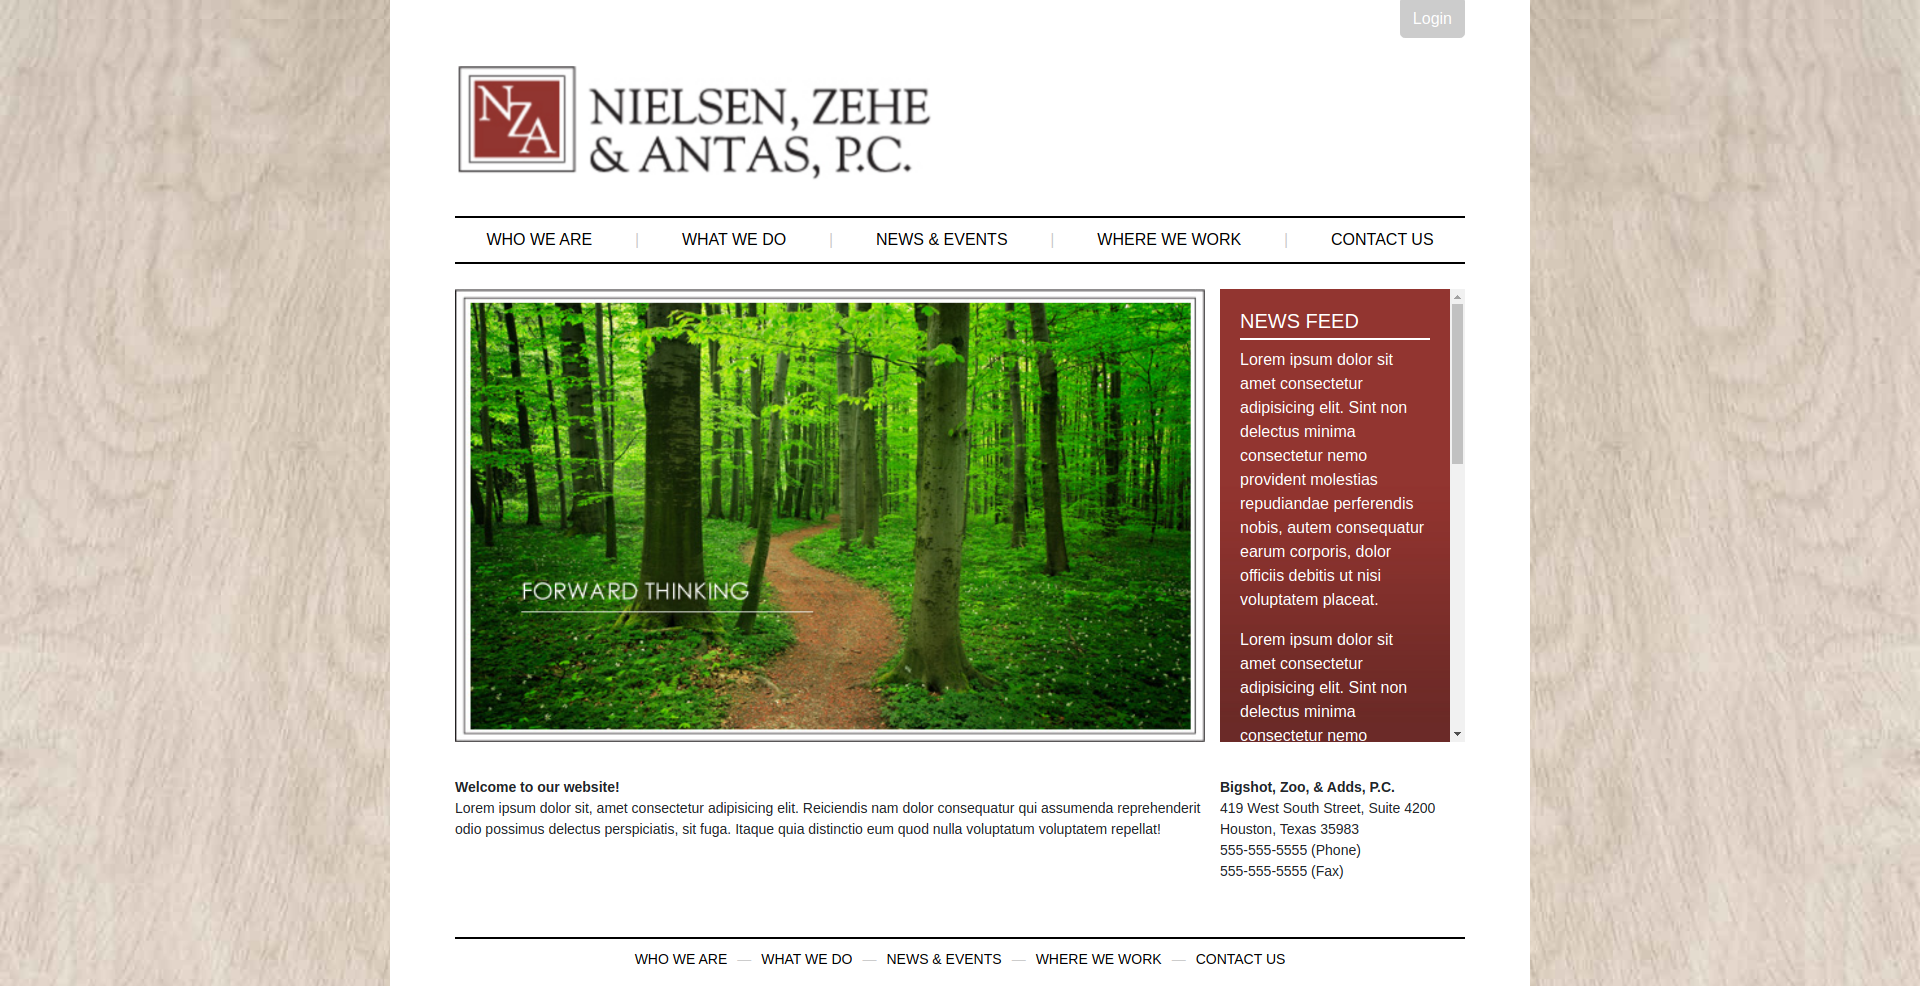 Login
NZA
NIELSEN, ZEHE
& ANTAS, P.C.
WHO WE ARE | WHAT WE DO | NEWS & EVENTS | WHERE WE WORK | CONTACT US
FORWARD THINKING
NEWS FEED
Lorem ipsum dolor sit
amet consectetur
adipisicing elit. Sint non
delectus minima
consectetur nemo
provident molestias
repudiandae perferendis
nobis, autem consequatur
earum corporis, dolor
officiis debitis ut nisi
voluptatem placeat.
Lorem ipsum dolor sit
amet consectetur
adipisicing elit. Sint non
delectus minima
consectetur nemo
Welcome to our website!
Lorem ipsum dolor sit, amet consectetur adipisicing elit. Reiciendis nam dolor consequatur qui assumenda reprehenderit
odio possimus delectus perspiciatis, sit fuga. Itaque quia distinctio eum quod nulla voluptatum voluptatem repellat!
Bigshot, Zoo, & Adds, P.C.
419 West South Street, Suite 4200
Houston, Texas 35983
555-555-5555 (Phone)
555-555-5555 (Fax)
WHO WE ARE — WHAT WE DO — NEWS & EVENTS — WHERE WE WORK — CONTACT US